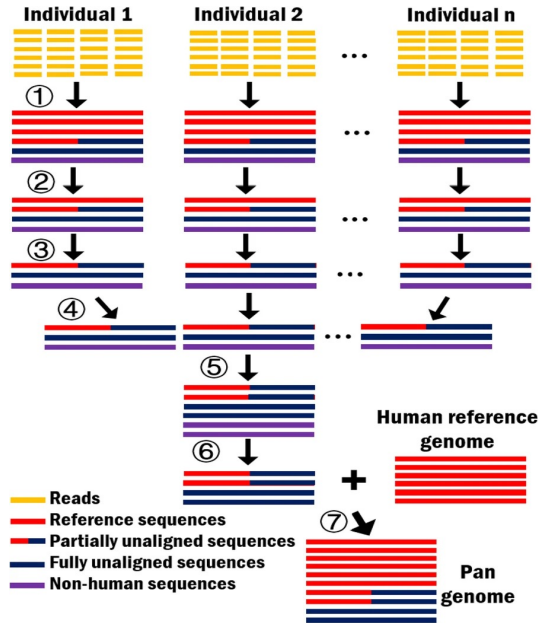 Individual 1
Individual 2
Individual n
...
①
...
②
...
③
...
④
...
⑤
⑥
Human reference
genome
+
⑦
Reads
Reference sequences
Partially unaligned sequences
Fully unaligned sequences
Non-human sequences
Pan
genome